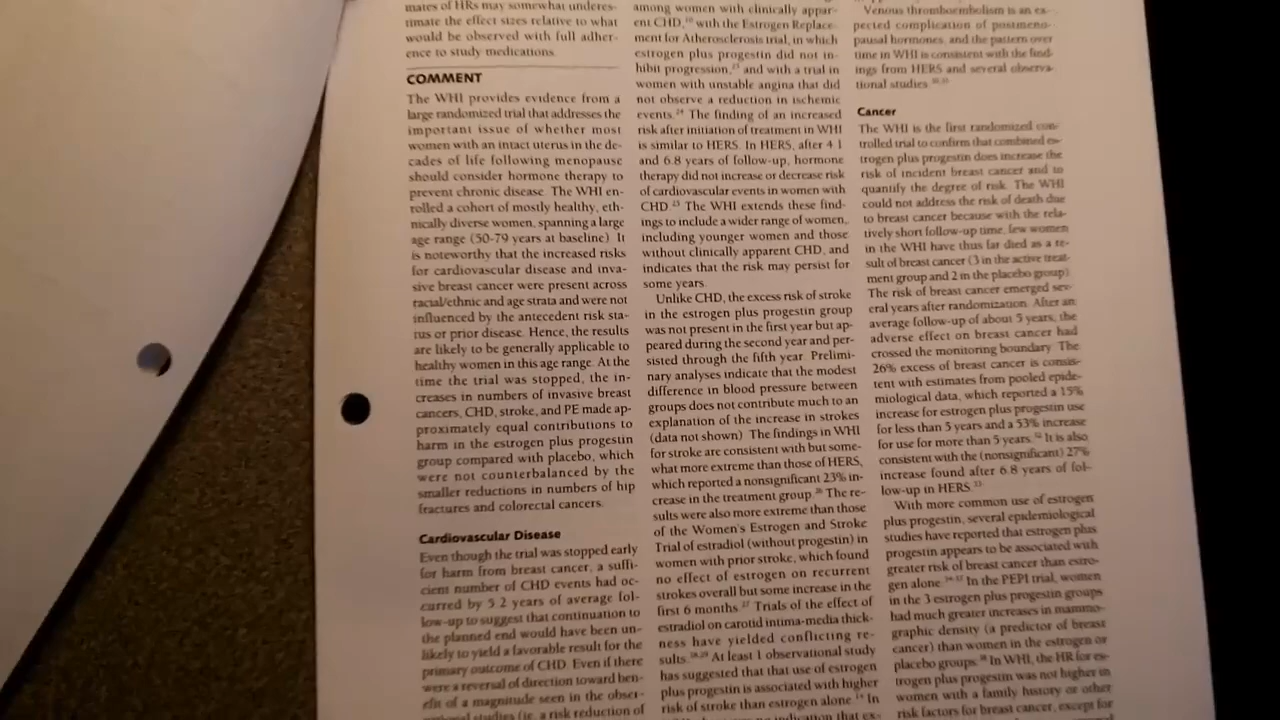 mates of HRs may somewhat underes-
timate the effect sizes relative to what
would be observed with full adher-
ence to study medications.
COMMENT
The WHI provides evidence from a
large randomized trial that addresses the
important issue of whether most
women with an intact uterus in the de-
cades of life following menopause
should consider hormone therapy to
prevent chronic disease. The WHI en-
rolled a cohort of mostly healthy, eth-
nically diverse women, spanning a large
age range (50-79 years at baseline). It
is noteworthy that the increased risks
for cardiovascular disease and inva-
sive breast cancer were present across
racial/ethnic and age strata and were not
influenced by the antecedent risk sta-
tus or prior disease. Hence, the results
are likely to be generally applicable to
healthy women in this age range. At the
time the trial was stopped, the in-
creases in numbers of invasive breast
cancers, CHD, stroke, and PE made ap-
proximately equal contributions to
harm in the estrogen plus progestin
group compared with placebo, which
were not counterbalanced by the
smaller reductions in numbers of hip
fractures and colorectal cancers.
Cardiovascular Disease
Even though the trial was stopped early
for harm from breast cancer, a suffi-
cient number of CHD events had oc-
curred by 5.2 years of average fol-
low-up to suggest that continuation to
the planned end would have been un-
likely to yield a favorable result for the
primary outcome of CHD. Even if there
were a reversal of direction toward ben-
efit of a magnitude seen in the obser-
studies (ie, a risk reduction of
among women with clinically appar-
ent CHD, with the Estrogen Replace-
ment for Atherosclerosis trial, in which
estrogen plus progestin did not in-
hibit progression, and with a trial in
women with unstable angina that did
not observe a reduction in ischemic
events.24 The finding of an increased
risk after initiation of treatment in WHI
is similar to HERS. In HERS, after 4.1
and 6.8 years of follow-up, hormone
therapy did not increase or decrease risk
of cardiovascular events in women with
CHD.25 The WHI extends these find-
ings to include a wider range of women,
including younger women and those
without clinically apparent CHD, and
indicates that the risk may persist for
some years.
Unlike CHD, the excess risk of stroke
in the estrogen plus progestin group
was not present in the first year but ap-
peared during the second year and per-
sisted through the fifth year. Prelimi-
nary analyses indicate that the modest
difference in blood pressure between
groups does not contribute much to an
explanation of the increase in strokes
(data not shown). The findings in WHI
for stroke are consistent with but some-
what more extreme than those of HERS,
which reported a nonsignificant 23% in-
crease in the treatment group.26 The re-
sults were also more extreme than those
of the Women's Estrogen and Stroke
Trial of estradiol (without progestin) in
women with prior stroke, which found
no effect of estrogen on recurrent
strokes overall but some increase in the
first 6 months.27 Trials of the effect of
estradiol on carotid intima-media thick-
ness have yielded conflicting re-
sults.28,29 At least 1 observational study
has suggested that use of estrogen
plus progestin is associated with higher
risk of stroke than estrogen alone.14 In
no indication that ex-
Venous thromboembolism is an ex-
pected complication of postmeno-
pausal hormones, and the pattern over
time in WHI is consistent with the find-
ings from HERS and several observa-
tional studies.
Cancer
The WHI is the first randomized con-
trolled trial to confirm that combined es-
trogen plus progestin does increase the
risk of incident breast cancer and to
quantify the degree of risk. The WHI
could not address the risk of death due
to breast cancer because with the rela-
tively short follow-up time, few women
in the WHI have thus far died as a re-
sult of breast cancer (3 in the active treat-
ment group and 2 in the placebo group).
The risk of breast cancer emerged sev-
eral years after randomization. After an
average follow-up of about 5 years, the
adverse effect on breast cancer had
crossed the monitoring boundary. The
26% excess of breast cancer is consis-
tent with estimates from pooled epide-
miological data, which reported a 15%
increase for estrogen plus progestin use
for less than 5 years and a 53% increase
for use for more than 5 years.32 It is also
consistent with the (nonsignificant) 27%
increase found after 6.8 years of fol-
low-up in HERS.33
With more common use of estrogen
plus progestin, several epidemiological
studies have reported that estrogen plus
progestin appears to be associated with
greater risk of breast cancer than estro-
gen alone. In the PEPI trial, women
in the 3 estrogen plus progestin groups
had much greater increases in mammo-
graphic density (a predictor of breast
cancer) than women in the estrogen or
placebo groups. In WHI, the HR for es-
trogen plus progestin was not higher in
women with a family history or other
risk factors for breast cancer, except for